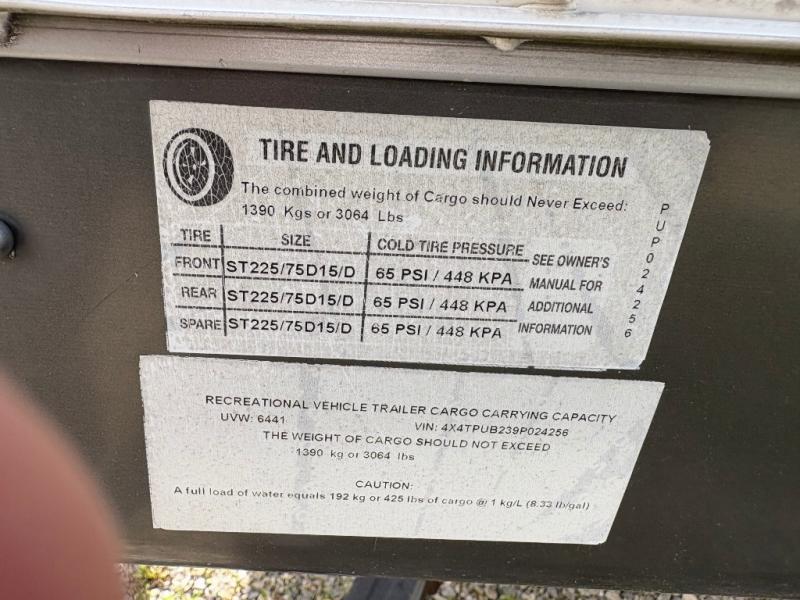 TIRE AND LOADING INFORMATION
The combined weight of Cargo should Never Exceed:
1390 Kgs or 3064 Lbs
TIRE SIZE COLD TIRE PRESSURE SEE OWNER'S
FRONT ST225/75D15/D 65 PSI / 448 KPA MANUAL FOR
REAR ST225/75D15/D 65 PSI / 448 KPA ADDITIONAL
SPARE ST225/75D15/D 65 PSI / 448 KPA INFORMATION
PUP024256
RECREATIONAL VEHICLE TRAILER CARGO CARRYING CAPACITY
UVW: 6441 VIN: 4X4TPUB239P024256
THE WEIGHT OF CARGO SHOULD NOT EXCEED
1390 kg or 3064 lbs
CAUTION:
A full load of water equals 192 kg or 425 lbs of cargo @ 1 kg/L (8.33 lb/gal)